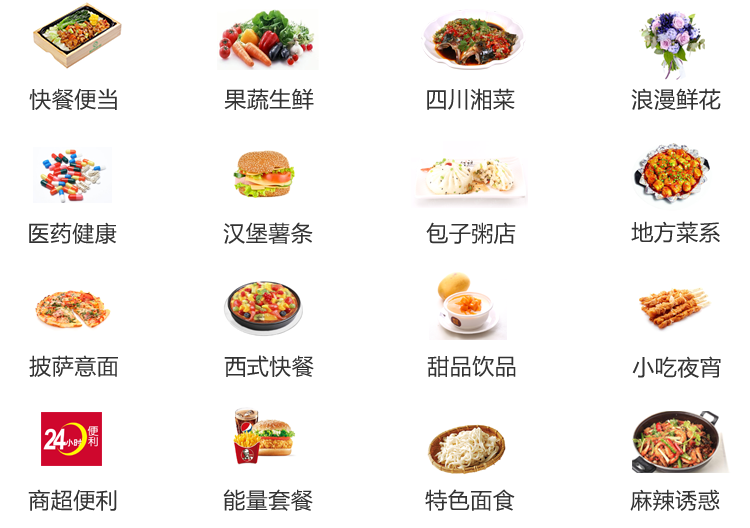 快餐便当
果蔬生鲜
四川湘菜
浪漫鲜花
医药健康
汉堡薯条
包子粥店
地方菜系
披萨意面
西式快餐
甜品饮品
小吃夜宵
24小时
便利
商超便利
能量套餐
特色面食
麻辣诱惑